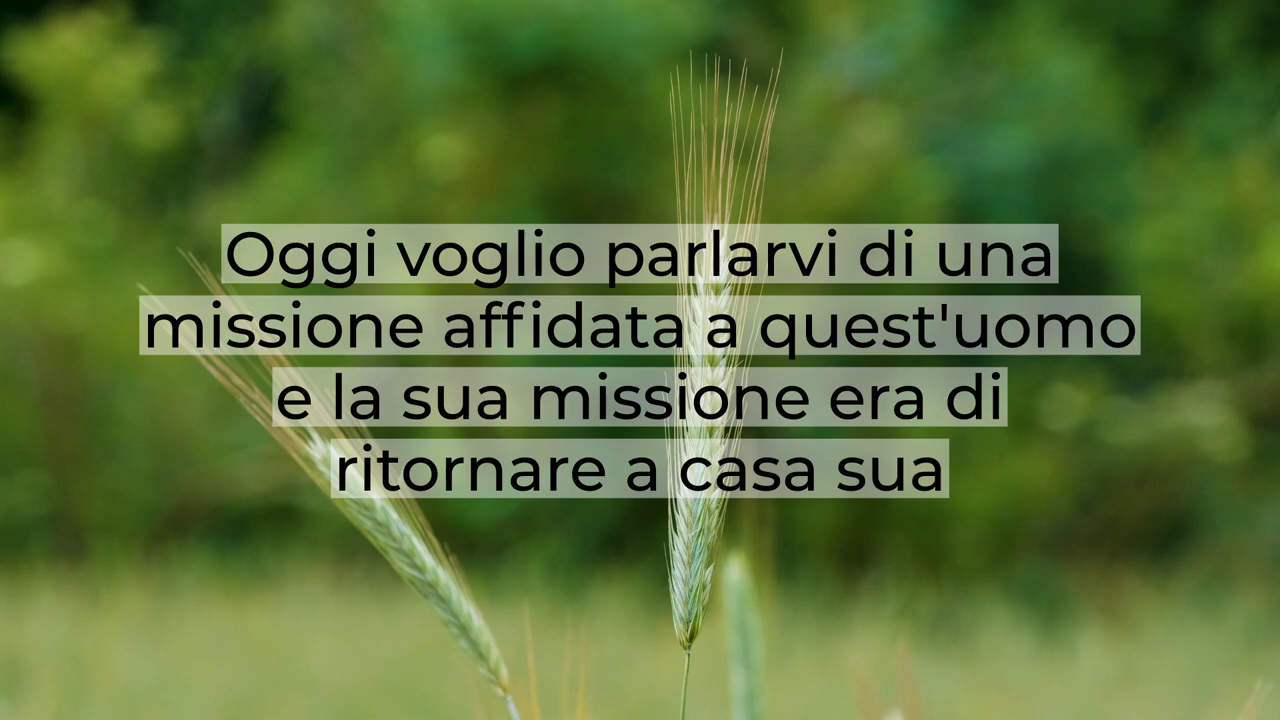 Oggi voglio parlarvi di una
missione affidata a quest'uomo
e la sua missione era di
ritornare a casa sua